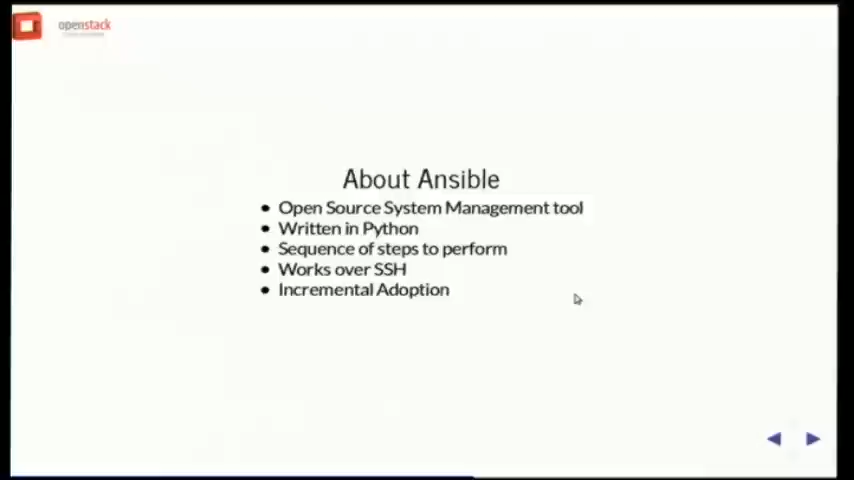 openstack
About Ansible
Open Source System Management tool
Written in Python
Sequence of steps to perform
Works over SSH
Incremental Adoption